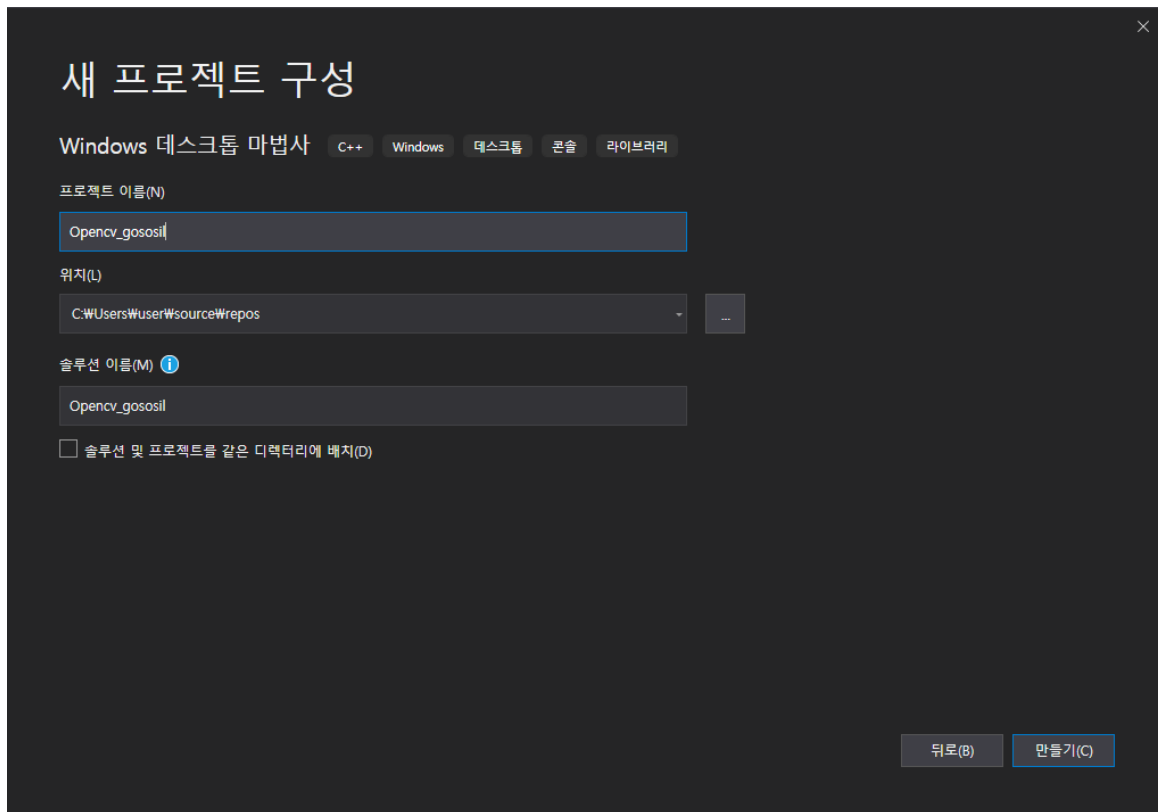 새 프로젝트 구성
Windows 데스크톱 마법사 C++ Windows 데스크톱 콘솔 라이브러리
프로젝트 이름(N)
Opencv_gososil
위치(L)
C:₩Users₩user₩source₩repos
...
솔루션 이름(M)
Opencv_gososil
솔루션 및 프로젝트를 같은 디렉터리에 배치(D)
뒤로(B) 만들기(C)